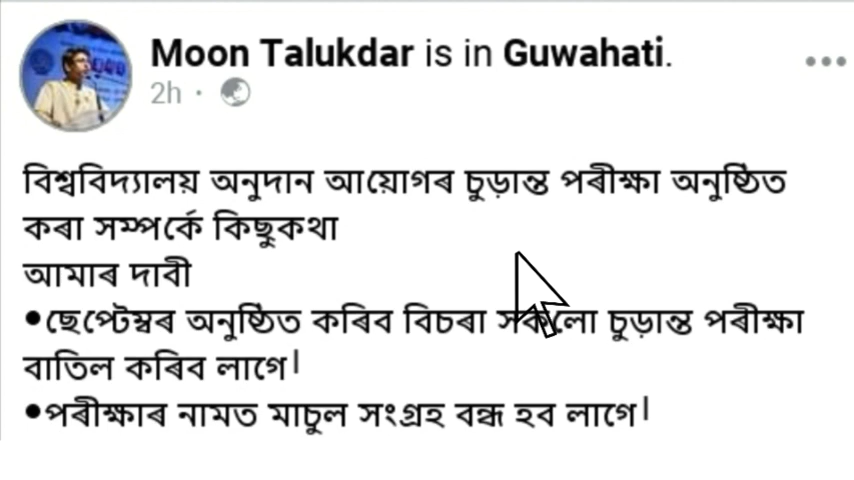 Moon Talukdar is in Guwahati.
2h ·
বিশ্ববিদ্যালয় অনুদান আয়োগৰ চুড়ান্ত পৰীক্ষা অনুষ্ঠিত
কৰা সম্পৰ্কে কিছুকথা
আমাৰ দাবী
•ছেপ্টেম্বৰ অনুষ্ঠিত কৰিব বিচৰা সকলো চুড়ান্ত পৰীক্ষা
বাতিল কৰিব লাগে।
•পৰীক্ষাৰ নামত মাচুল সংগ্ৰহ বন্ধ হব লাগে।